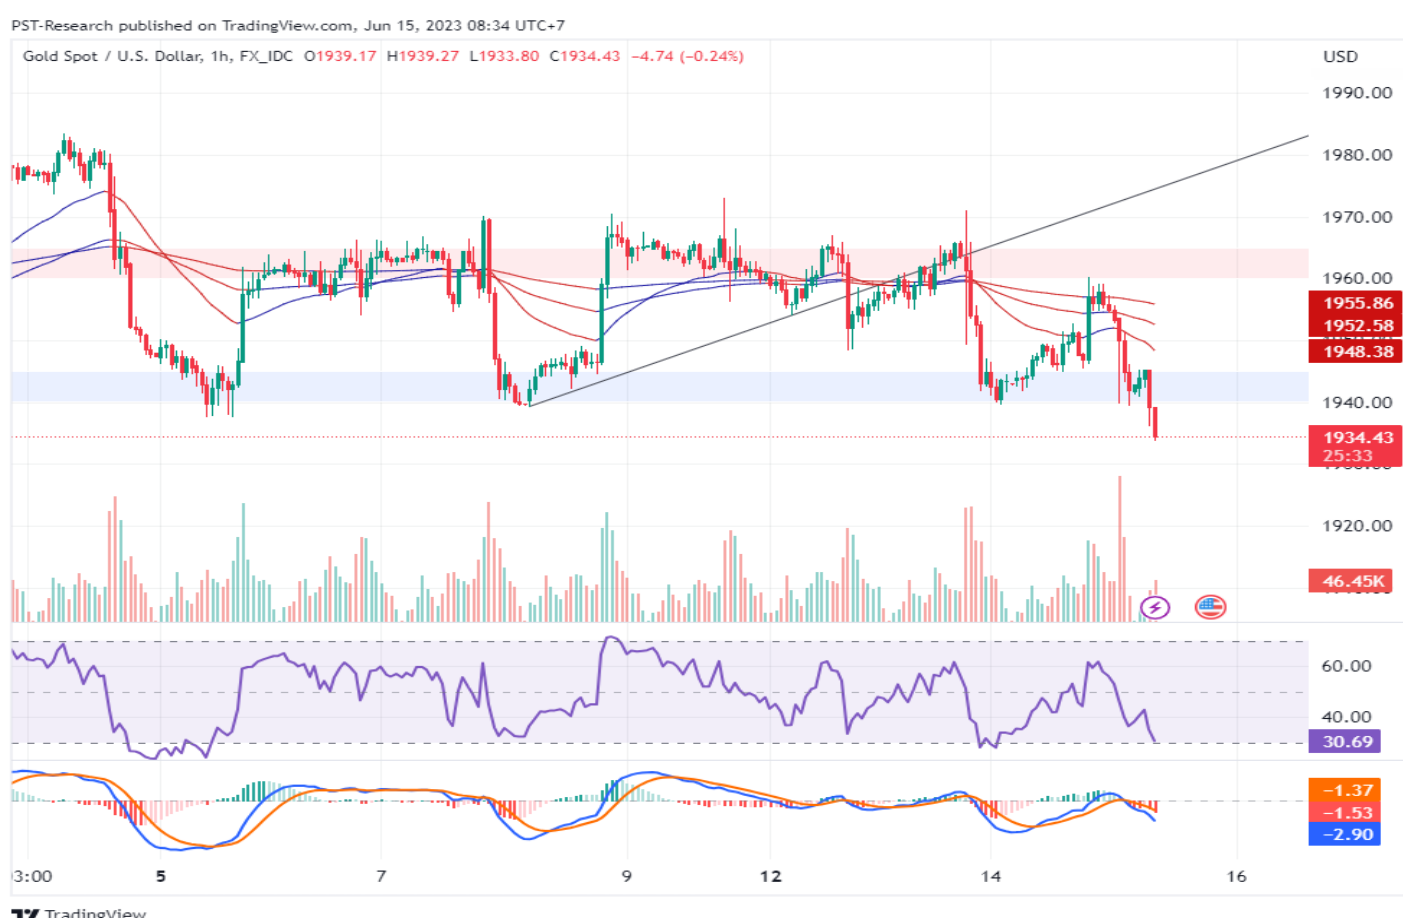 PST-Research published on TradingView.com, Jun 15, 2023 08:34 UTC+7
Gold Spot / U.S. Dollar, 1h, FX_IDC O1939.17 H1939.27 L1933.80 C1934.43 −4.74 (−0.24%)
USD
1990.00
1980.00
1970.00
1960.00
1955.86
1952.58
1948.38
1940.00
1934.43
25:33
1920.00
46.45K
60.00
40.00
30.69
−1.37
−1.53
−2.90
3:00 5 7 9 12 14 16
TradingView